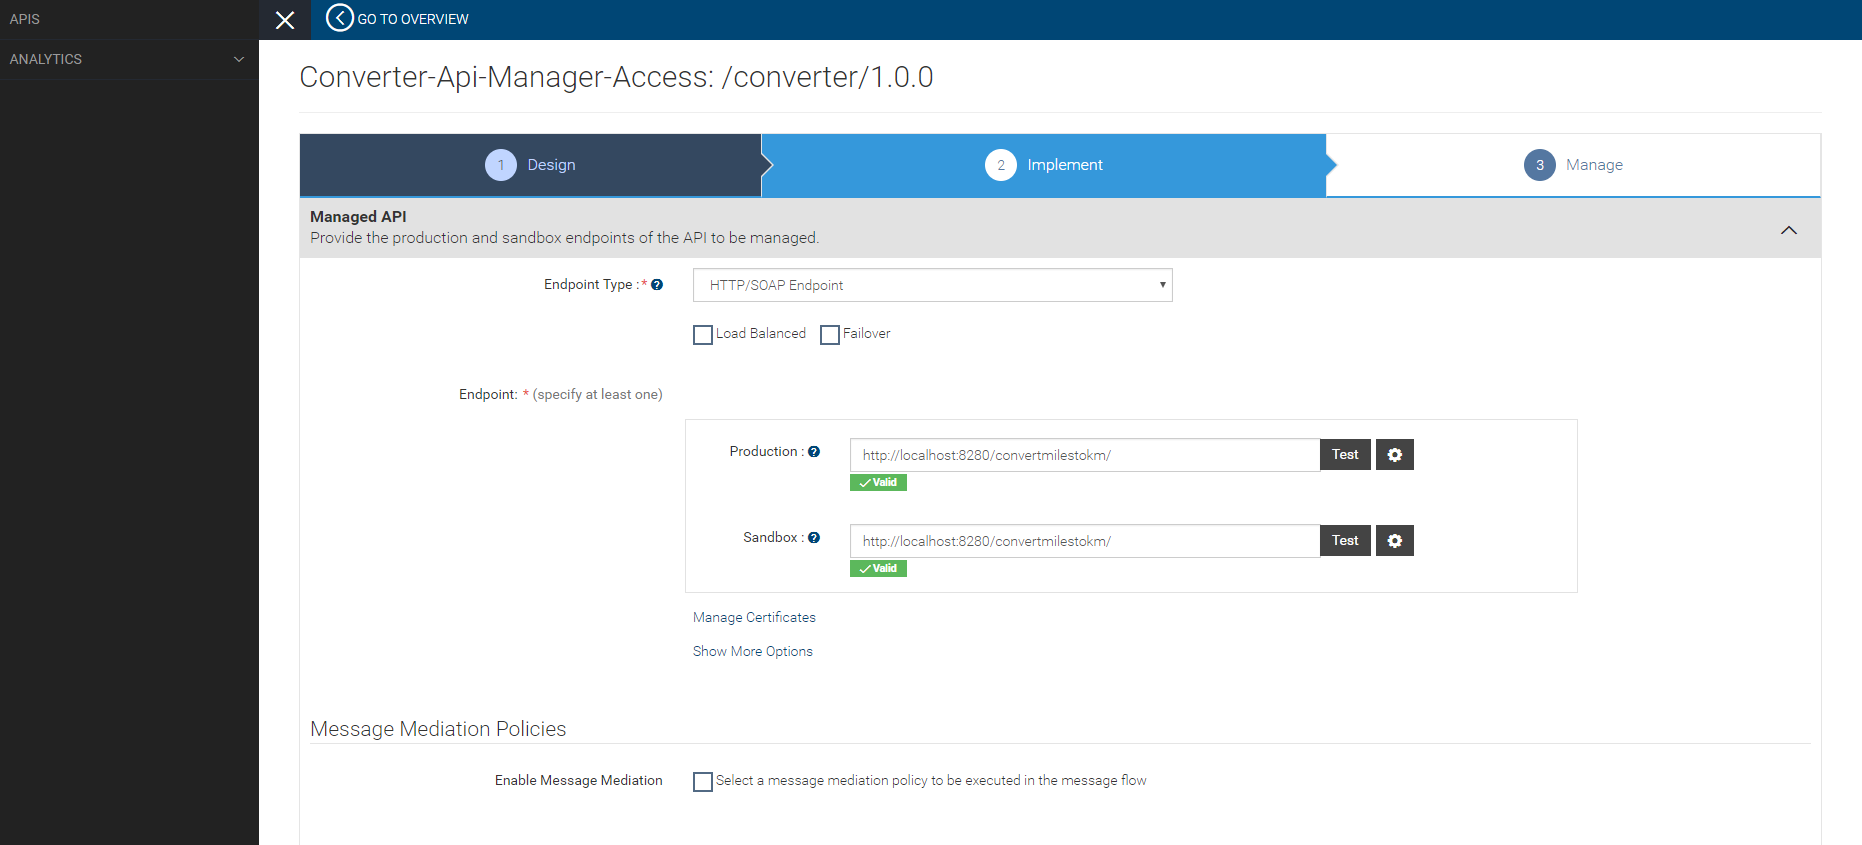 APIS
ANALYTICS
GO TO OVERVIEW
Converter-Api-Manager-Access: /converter/1.0.0
1 Design
2 Implement
3 Manage
Managed API
Provide the production and sandbox endpoints of the API to be managed.
Endpoint Type : * ?
HTTP/SOAP Endpoint
Load Balanced
Failover
Endpoint: * (specify at least one)
Production : ?
http://localhost:8280/convertmilestokm/
Test
Valid
Sandbox : ?
http://localhost:8280/convertmilestokm/
Test
Valid
Manage Certificates
Show More Options
Message Mediation Policies
Enable Message Mediation
Select a message mediation policy to be executed in the message flow